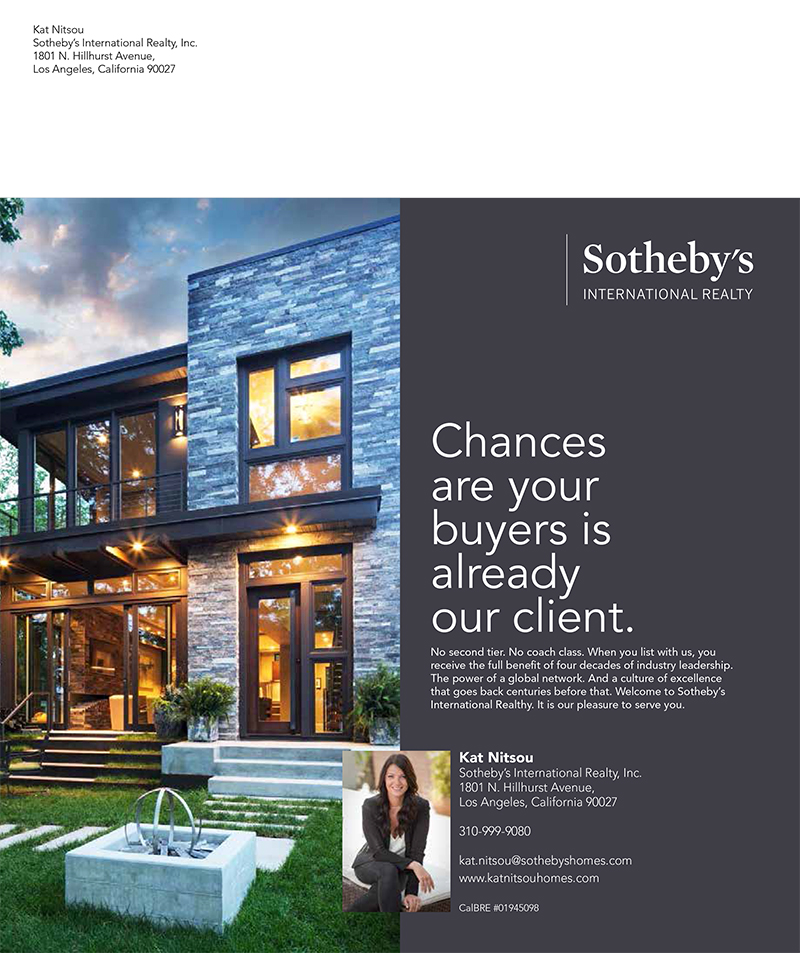 Kat Nitsou
Sotheby's International Realty, Inc.
1801 N. Hillhurst Avenue,
Los Angeles, California 90027
Sotheby's
INTERNATIONAL REALTY
Chances
are your
buyers is
already
our client.
No second tier. No coach class. When you list with us, you
receive the full benefit of four decades of industry leadership.
The power of a global network. And a culture of excellence
that goes back centuries before that. Welcome to Sotheby's
International Realthy. It is our pleasure to serve you.
Kat Nitsou
Sotheby's International Realty, Inc.
1801 N. Hillhurst Avenue,
Los Angeles, California 90027
310-999-9080
kat.nitsou@sothebyshomes.com
www.katnitsouhomes.com
CalBRE #01945098